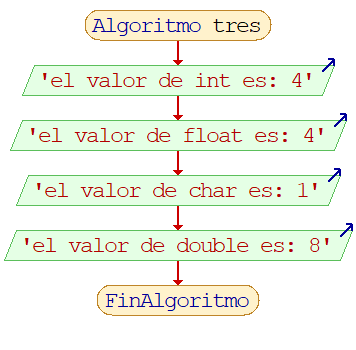 Algoritmo tres
'el valor de int es: 4'
'el valor de float es: 4'
'el valor de char es: 1'
'el valor de double es: 8'
FinAlgoritmo